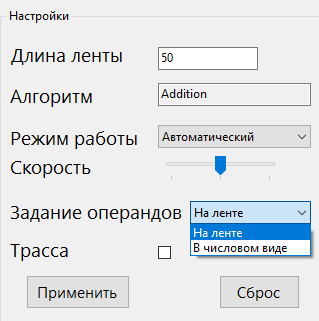 Настройки
Длина ленты 50
Алгоритм Addition
Режим работы Автоматический
Скорость
Задание операндов На ленте
На ленте
В числовом виде
Трасса
Применить Сброс